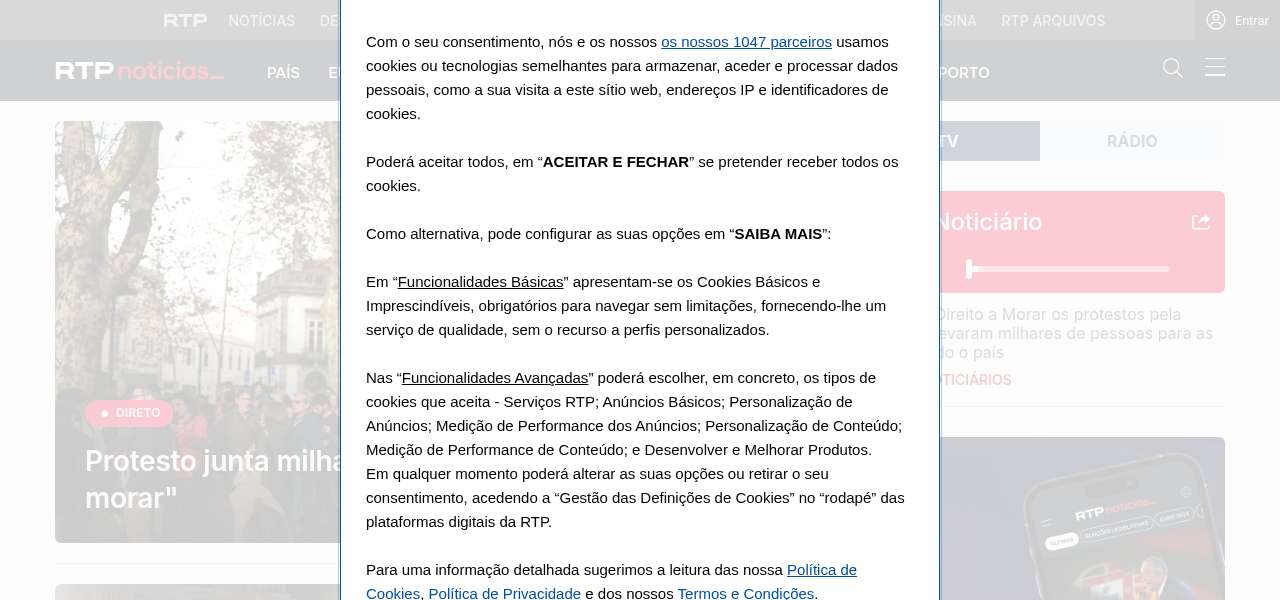 RTP NOTÍCIAS
SINA RTP ARQUIVOS Entrar
RTP notícias_ PAÍS
PORTO
Com o seu consentimento, nós e os nossos os nossos 1047 parceiros usamos
cookies ou tecnologias semelhantes para armazenar, aceder e processar dados
pessoais, como a sua visita a este sítio web, endereços IP e identificadores de
cookies.
Poderá aceitar todos, em “ACEITAR E FECHAR” se pretender receber todos os
cookies.
Como alternativa, pode configurar as suas opções em “SAIBA MAIS”:
Em “Funcionalidades Básicas” apresentam-se os Cookies Básicos e
Imprescindíveis, obrigatórios para navegar sem limitações, fornecendo-lhe um
serviço de qualidade, sem o recurso a perfis personalizados.
Nas “Funcionalidades Avançadas” poderá escolher, em concreto, os tipos de
cookies que aceita - Serviços RTP; Anúncios Básicos; Personalização de
Anúncios; Medição de Performance dos Anúncios; Personalização de Conteúdo;
Medição de Performance de Conteúdo; e Desenvolver e Melhorar Produtos.
Em qualquer momento poderá alterar as suas opções ou retirar o seu
consentimento, acedendo a “Gestão das Definições de Cookies” no “rodapé” das
plataformas digitais da RTP.
Para uma informação detalhada sugerimos a leitura das nossa Política de
Cookies, Política de Privacidade e dos nossos Termos e Condições.
DIRETO
Protesto junta milha
morar"
TV RÁDIO
Noticiário
Direito a Morar os protestos pela
evaram milhares de pessoas para as
do o país
OTICIÁRIOS
RTP notícias_
ÚLTIMAS ELEIÇÕES LEGISLATIVAS EURO 2024